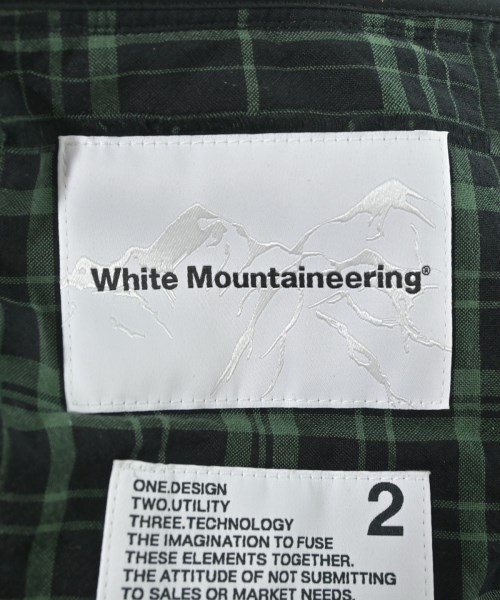 White Mountaineering®
ONE.DESIGN
2
TWO.UTILITY
THREE.TECHNOLOGY
THE IMAGINATION TO FUSE
THESE ELEMENTS TOGETHER.
THE ATTITUDE OF NOT SUBMITTING
TO SALES OR MARKET NEEDS.